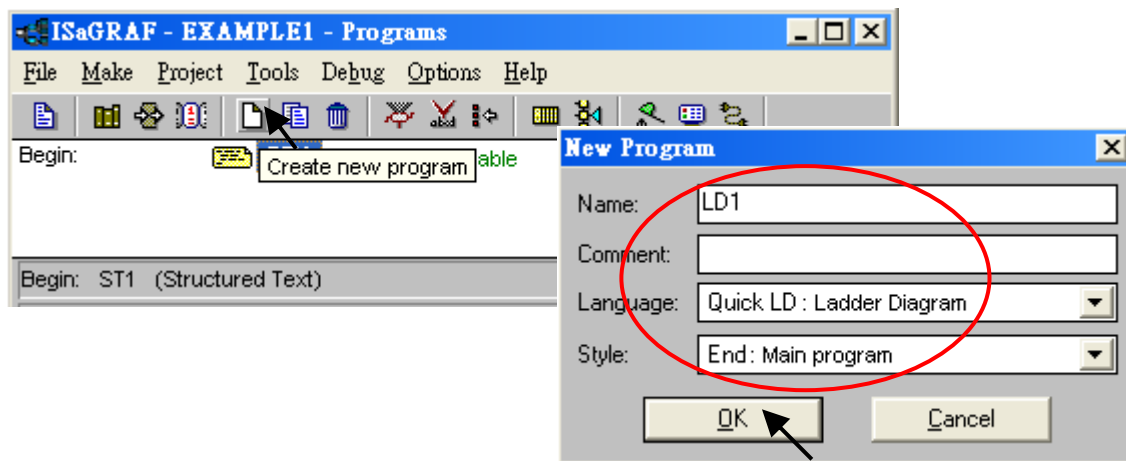 ISaGRAF - EXAMPLE1 - Programs
File Make Project Tools Debug Options Help
Begin:
able
Create new program
Begin: ST1 (Structured Text)
New Program
Name: LD1
Comment:
Language: Quick LD : Ladder Diagram
Style: End : Main program
OK Cancel